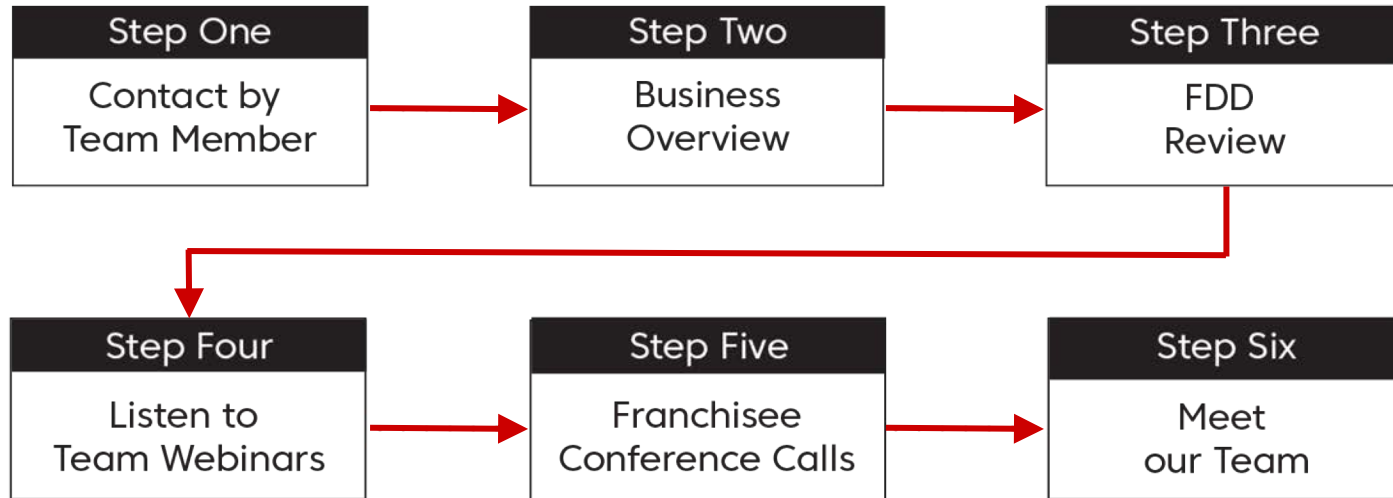 Step One
Contact by
Team Member
Step Two
Business
Overview
Step Three
FDD
Review
Step Four
Listen to
Team Webinars
Step Five
Franchisee
Conference Calls
Step Six
Meet
our Team